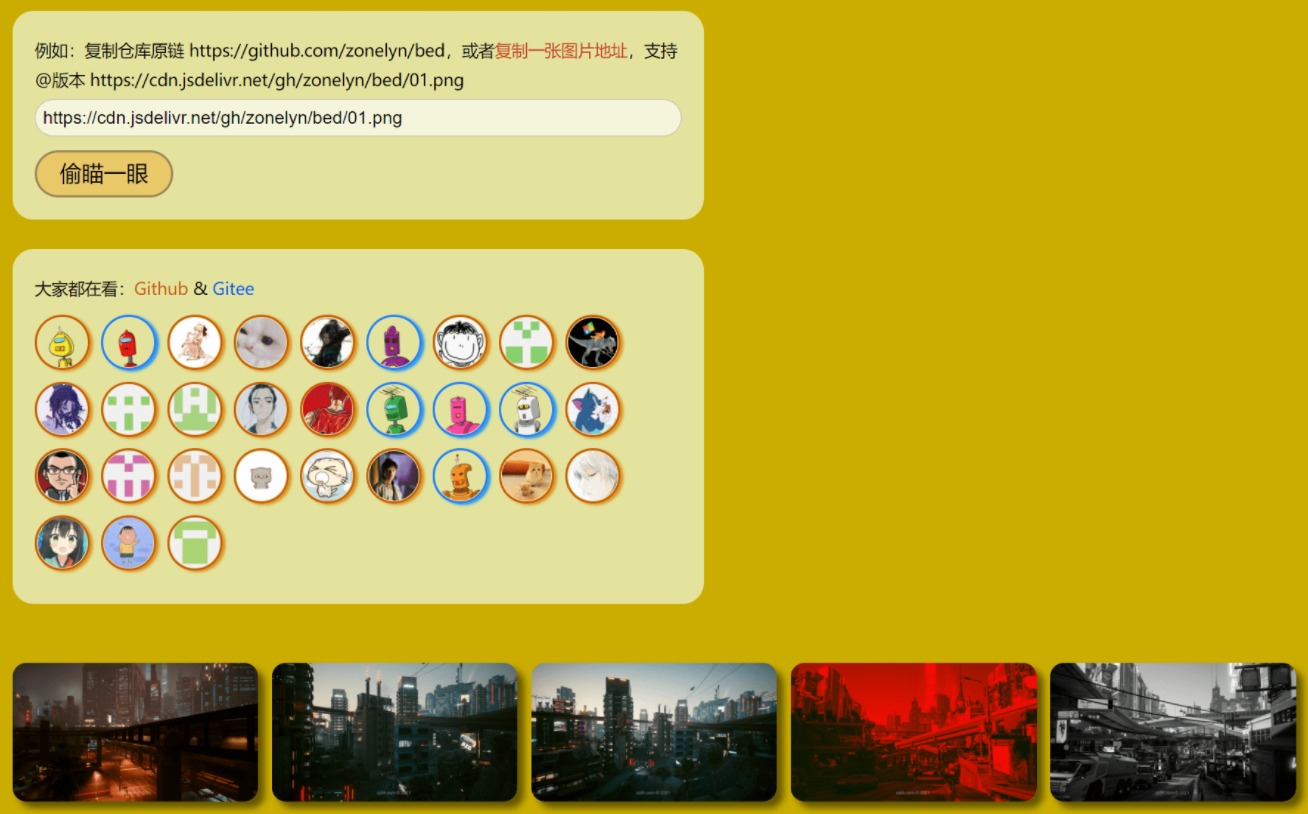 例如：复制仓库原链 https://github.com/zonelyn/bed，或者复制一张图片地址，支持
@版本 https://cdn.jsdelivr.net/gh/zonelyn/bed/01.png
https://cdn.jsdelivr.net/gh/zonelyn/bed/01.png
偷瞄一眼
大家都在看：Github & Gitee